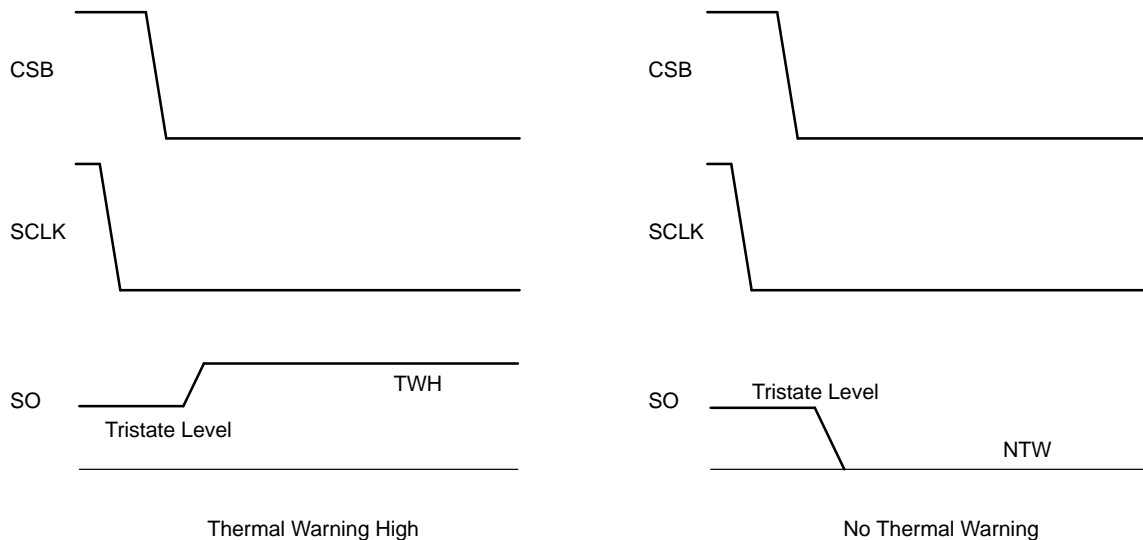 CSB
SCLK
SO
TWH
Tristate Level
Thermal Warning High
CSB
SCLK
SO
Tristate Level
NTW
No Thermal Warning